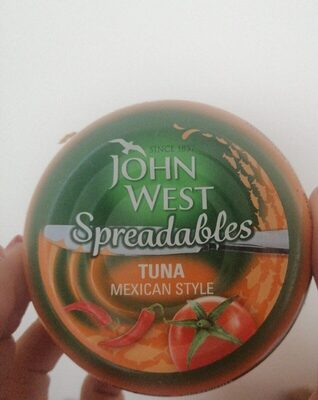 SINCE 1857
JOHN
WEST
Spreadables
TUNA
MEXICAN STYLE